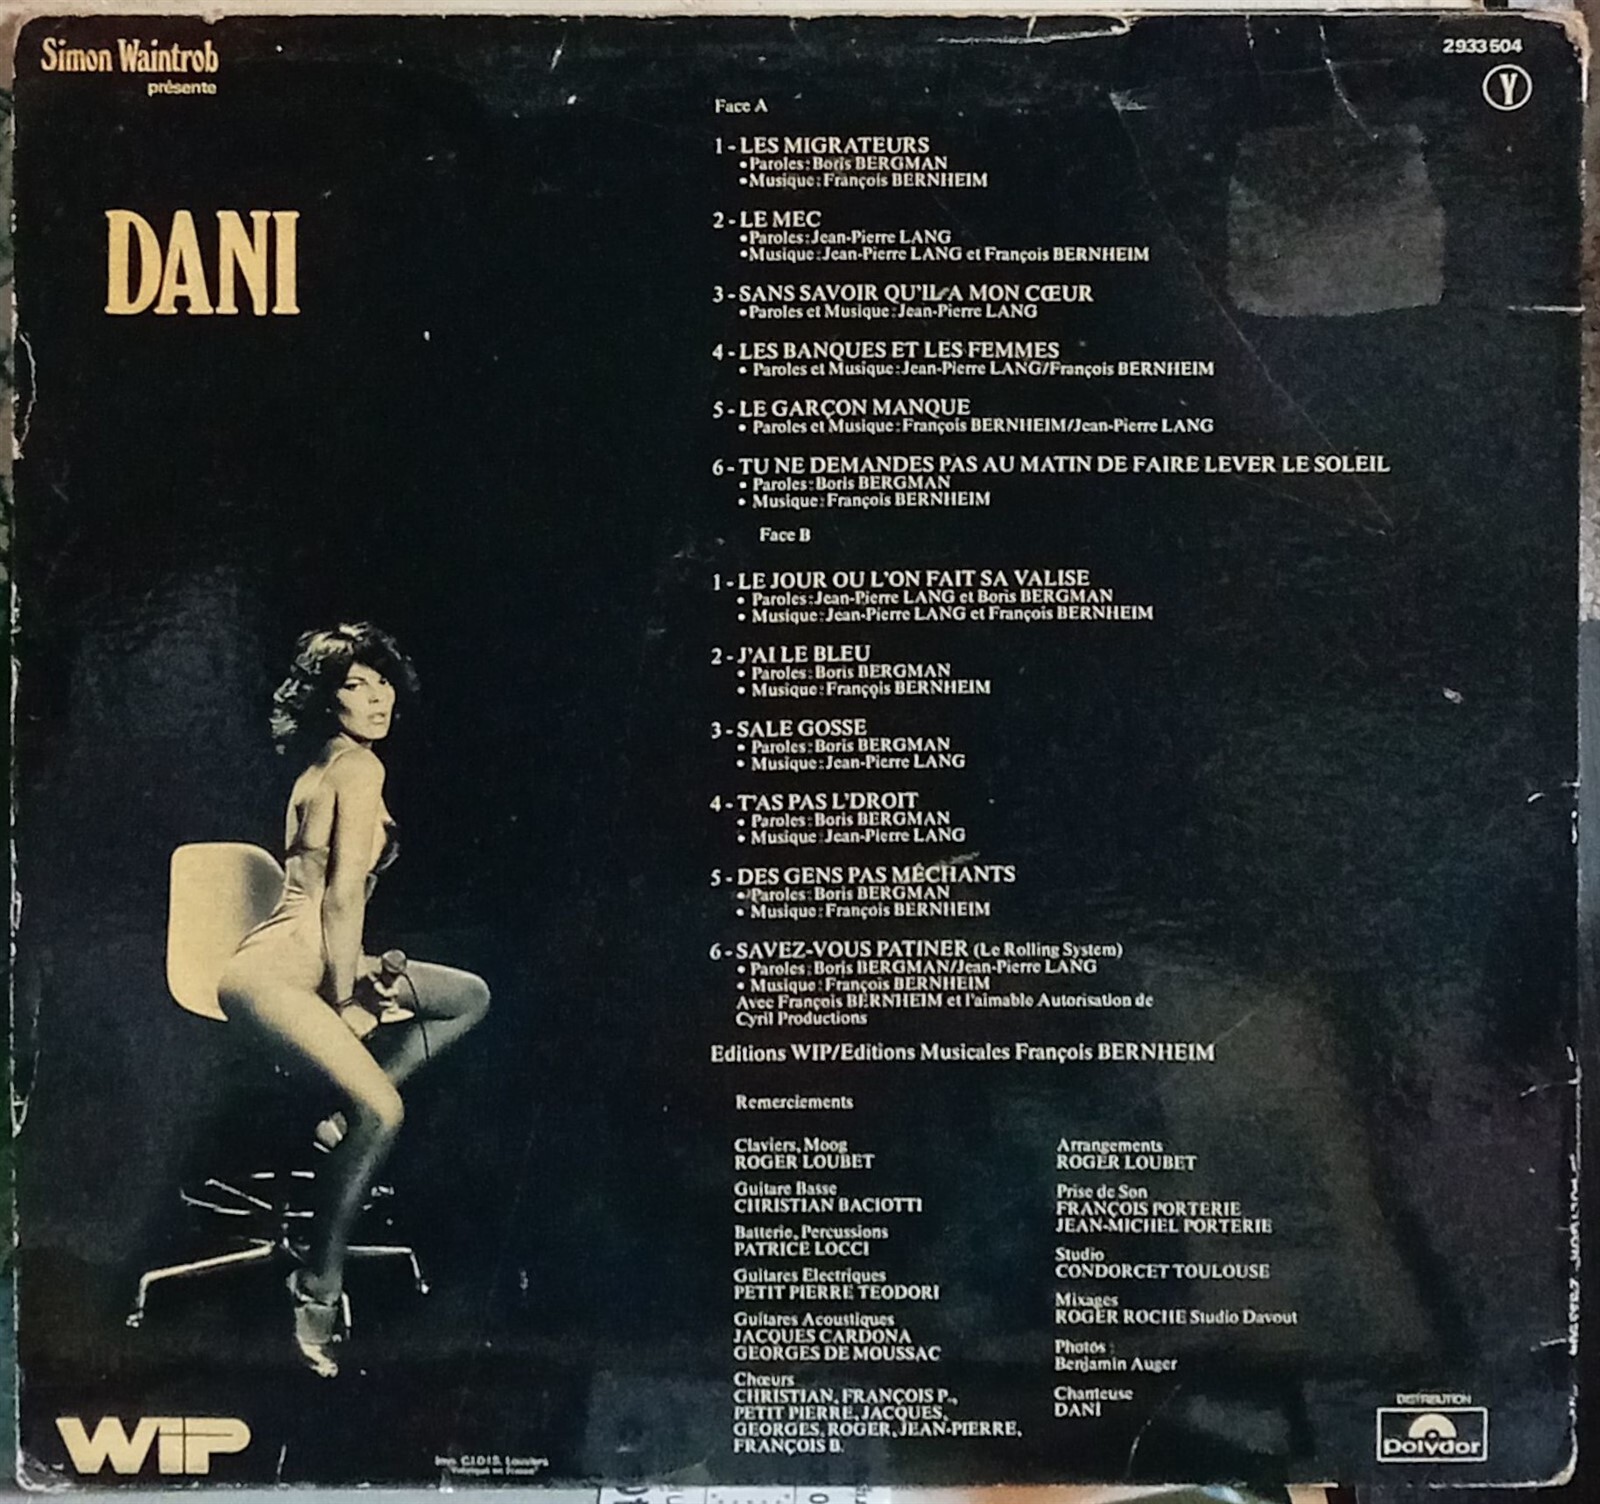 Simon Waintrob
présente
DANI
2933504
Y
Face A
1-LES MIGRATEURS
•Paroles:Boris BERGMAN
•Musique:François BERNHEIM
2-LE MEC
•Paroles:Jean-Pierre LANG
•Musique:Jean-Pierre LANG et François BERNHEIM
3-SANS SAVOIR QU'IL A MON CŒUR
•Paroles et Musique:Jean-Pierre LANG
4-LES BANQUES ET LES FEMMES
• Paroles et Musique:Jean-Pierre LANG/François BERNHEIM
5-LE GARÇON MANQUE
• Paroles et Musique:François BERNHEIM/Jean-Pierre LANG
6-TU NE DEMANDES PAS AU MATIN DE FAIRE LEVER LE SOLEIL
• Paroles:Boris BERGMAN
• Musique:François BERNHEIM
Face B
1-LE JOUR OU L'ON FAIT SA VALISE
• Paroles:Jean-Pierre LANG et Boris BERGMAN
• Musique:Jean-Pierre LANG et François BERNHEIM
2-J'AI LE BLEU
• Paroles:Boris BERGMAN
• Musique:François BERNHEIM
3-SALE GOSSE
• Paroles:Boris BERGMAN
• Musique:Jean-Pierre LANG
4-T'AS PAS L'DROIT
• Paroles:Boris BERGMAN
• Musique:Jean-Pierre LANG
5-DES GENS PAS MÉCHANTS
• Paroles:Boris BERGMAN
• Musique:François BERNHEIM
6-SAVEZ-VOUS PATINER (Le Rolling System)
• Paroles:Boris BERGMAN/Jean-Pierre LANG
• Musique:François BERNHEIM
Avec François BERNHEIM et l'aimable Autorisation de
Cyril Productions
Editions WIP/Editions Musicales François BERNHEIM
Remerciements
Claviers, Moog
ROGER LOUBET
Guitare Basse
CHRISTIAN BACIOTTI
Batterie, Percussions
PATRICE LOCCI
Guitares Electriques
PETIT PIERRE TEODORI
Guitares Acoustiques
JACQUES CARDONA
GEORGES DE MOUSSAC
Chœurs
CHRISTIAN, FRANÇOIS P.,
PETIT PIERRE, JACQUES,
GEORGES, ROGER, JEAN-PIERRE,
FRANÇOIS B.
Arrangements
ROGER LOUBET
Prise de Son
FRANÇOIS PORTERIE
JEAN-MICHEL PORTERIE
Studio
CONDORCET TOULOUSE
Mixages
ROGER ROCHE Studio Davout
Photos :
Benjamin Auger
Chanteuse
DANI
WIP
Imp. C.I.D.I.S. Louviers
Fabriqué en France
DISTRIBUTION
polydor